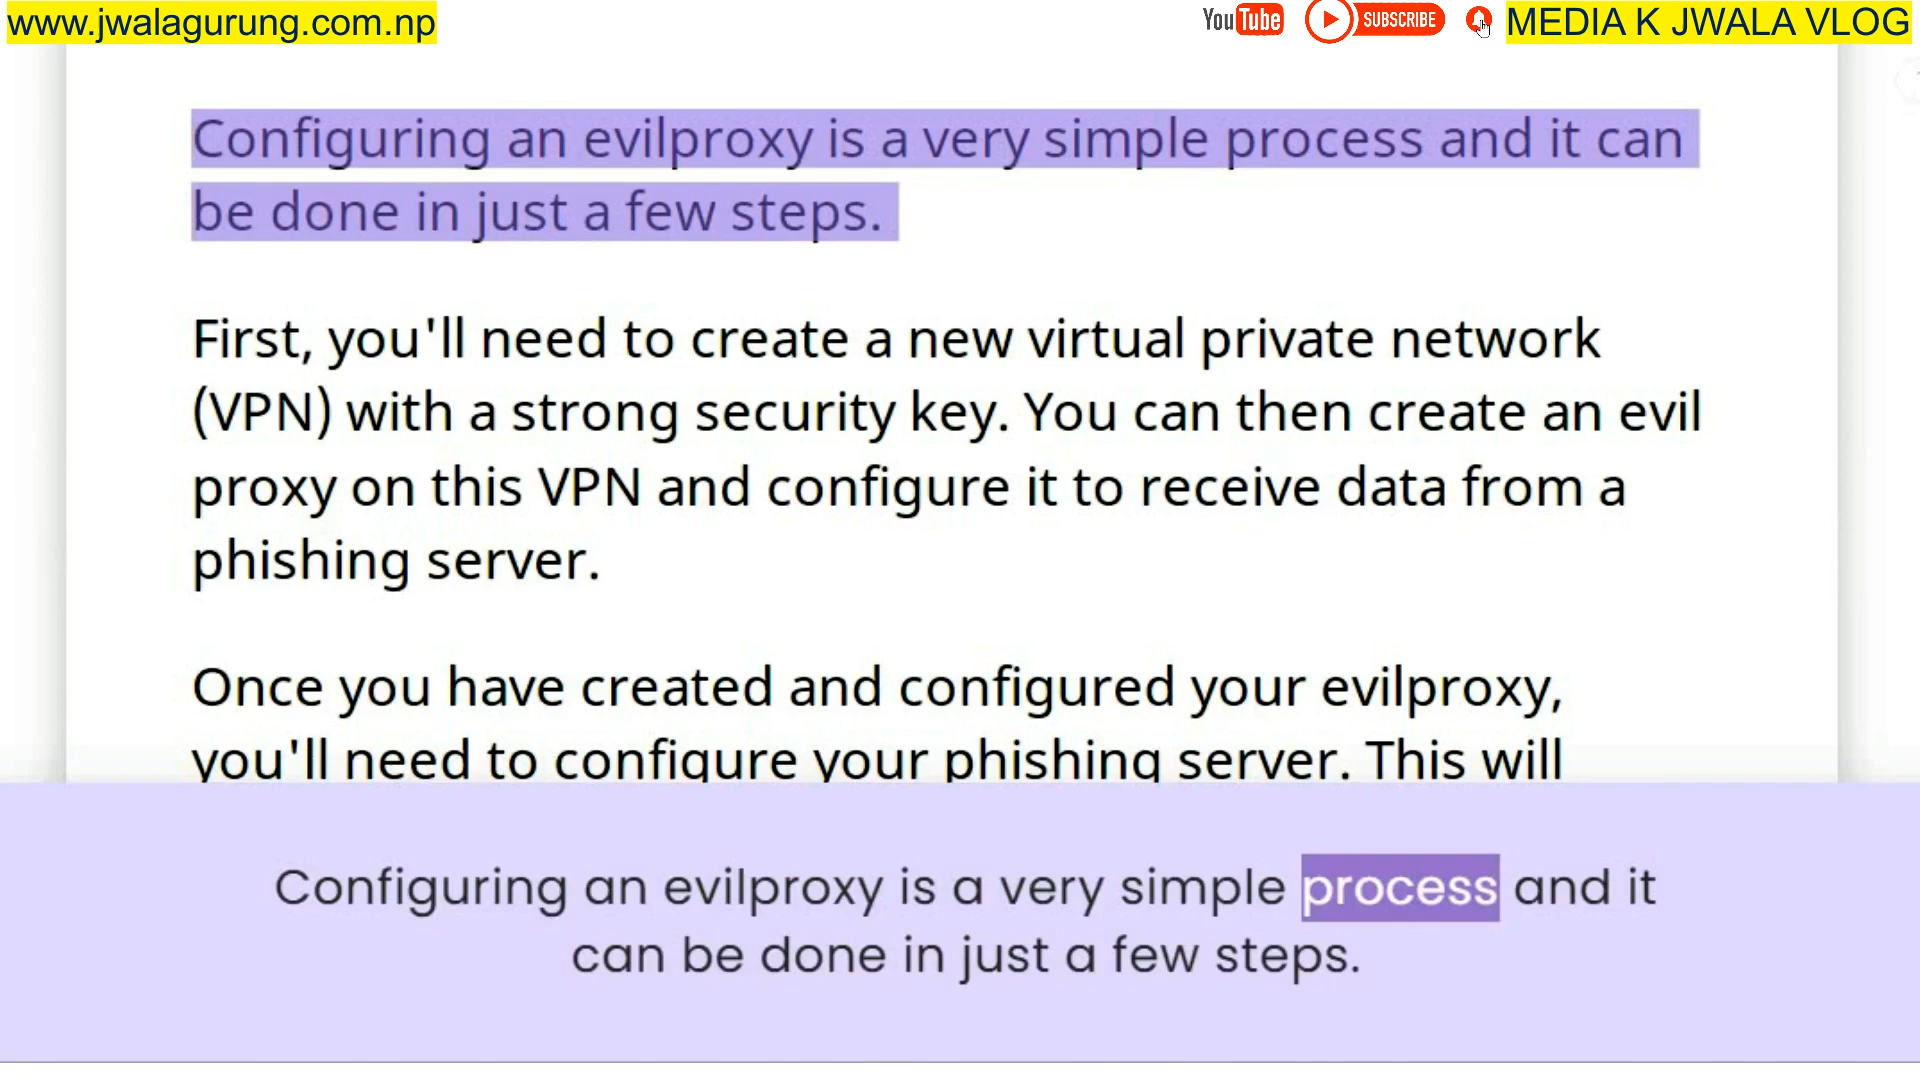 www.jwalagurung.com.np
YouTube SUBSCRIBE MEDIA K JWALA VLOG
Configuring an evilproxy is a very simple process and it can
be done in just a few steps.
First, you'll need to create a new virtual private network
(VPN) with a strong security key. You can then create an evil
proxy on this VPN and configure it to receive data from a
phishing server.
Once you have created and configured your evilproxy,
you'll need to configure your phishing server. This will
Configuring an evilproxy is a very simple process and it
can be done in just a few steps.